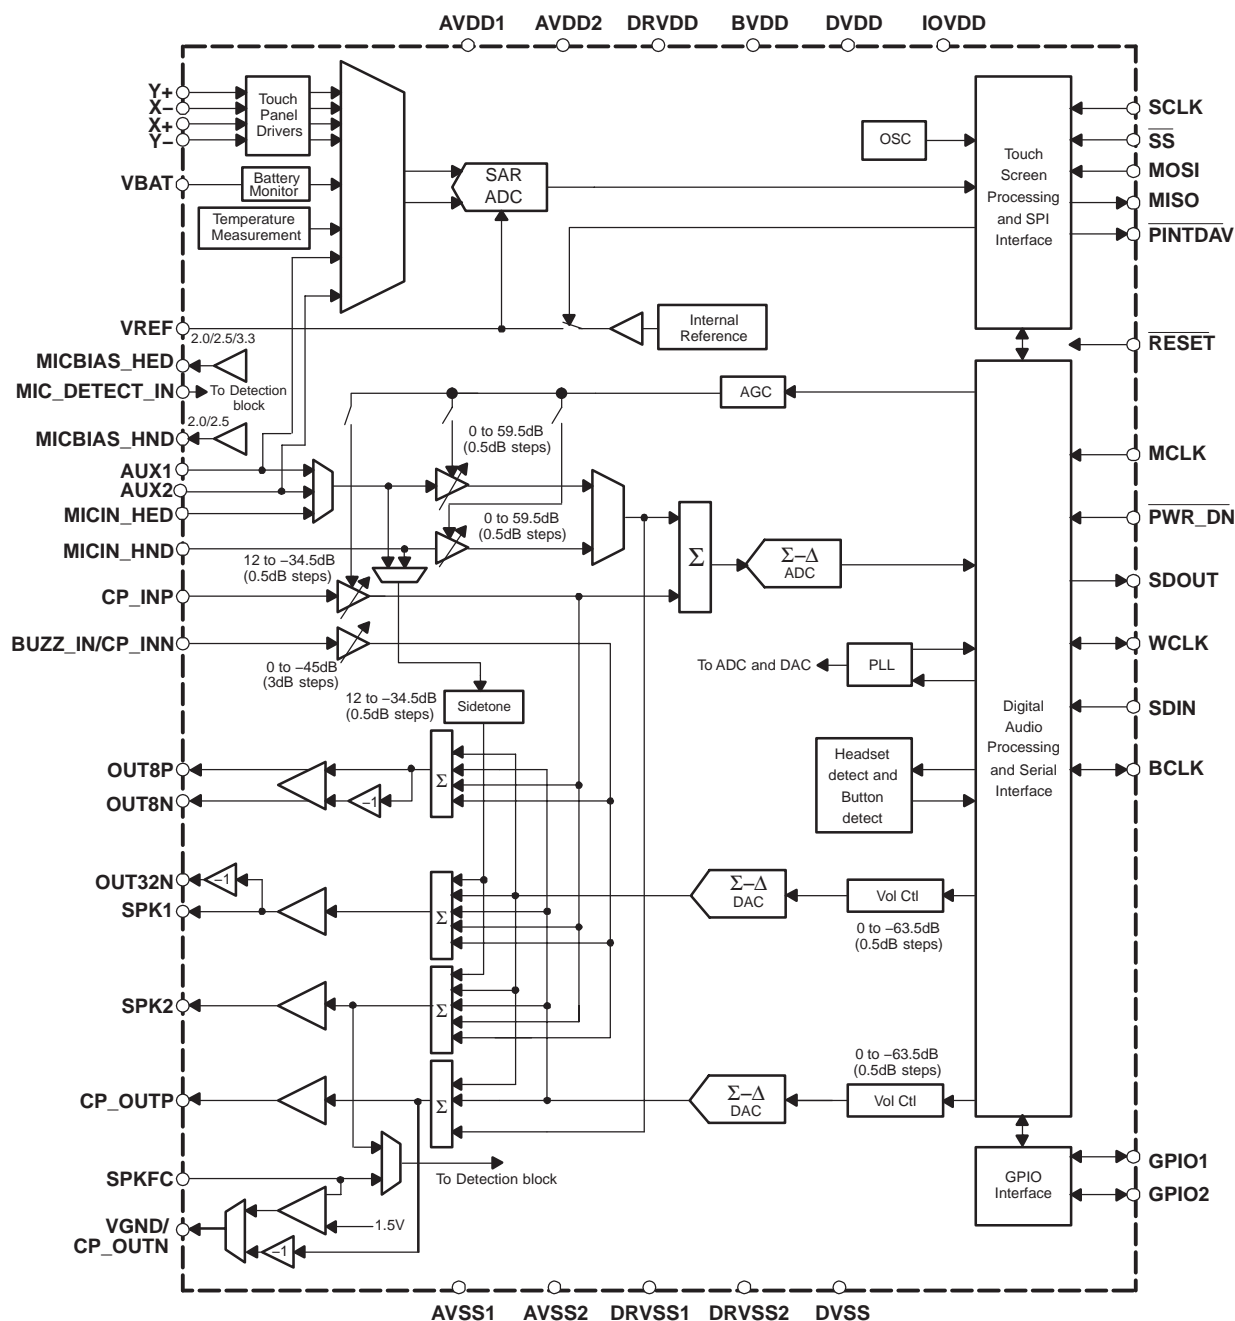 AVDD1 AVDD2 DRVDD BVDD DVDD IOVDD
Y+
X−
X+
Y−
Touch
Panel
Drivers
VBAT
Battery
Monitor
Temperature
Measurement
SAR
ADC
OSC
Touch
Screen
Processing
and SPI
Interface
SCLK
SS
MOSI
MISO
PINTDAV
VREF
Internal
Reference
RESET
2.0/2.5/3.3
MICBIAS_HED
MIC_DETECT_IN
To Detection
block
AGC
2.0/2.5
MICBIAS_HND
0 to 59.5dB
(0.5dB steps)
AUX1
AUX2
MICIN_HED
MICIN_HND
0 to 59.5dB
(0.5dB steps)
12 to −34.5dB
(0.5dB steps)
Σ
Σ−Δ
ADC
MCLK
PWR_DN
SDOUT
CP_INP
BUZZ_IN/CP_INN
0 to −45dB
(3dB steps)
12 to −34.5dB
(0.5dB steps)
Sidetone
To ADC and DAC
PLL
WCLK
SDIN
BCLK
Digital
Audio
Processing
and Serial
Interface
Headset
detect and
Button
detect
OUT8P
OUT8N
−1
Σ
OUT32N
−1
SPK1
Σ
Σ−Δ
DAC
Vol Ctl
0 to −63.5dB
(0.5dB steps)
SPK2
Σ
0 to −63.5dB
(0.5dB steps)
CP_OUTP
Σ
Σ−Δ
DAC
Vol Ctl
SPKFC
To Detection block
GPIO
Interface
GPIO1
GPIO2
VGND/
CP_OUTN
1.5V
−1
AVSS1 AVSS2 DRVSS1 DRVSS2 DVSS